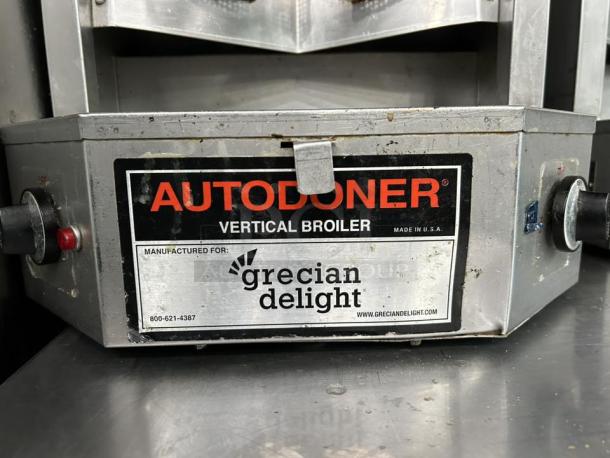 AUTODONER®
VERTICAL BROILER
MADE IN U.S.A.
MANUFACTURED FOR:
grecian
delight®
800-621-4387
WWW.GRECIANDELIGHT.COM